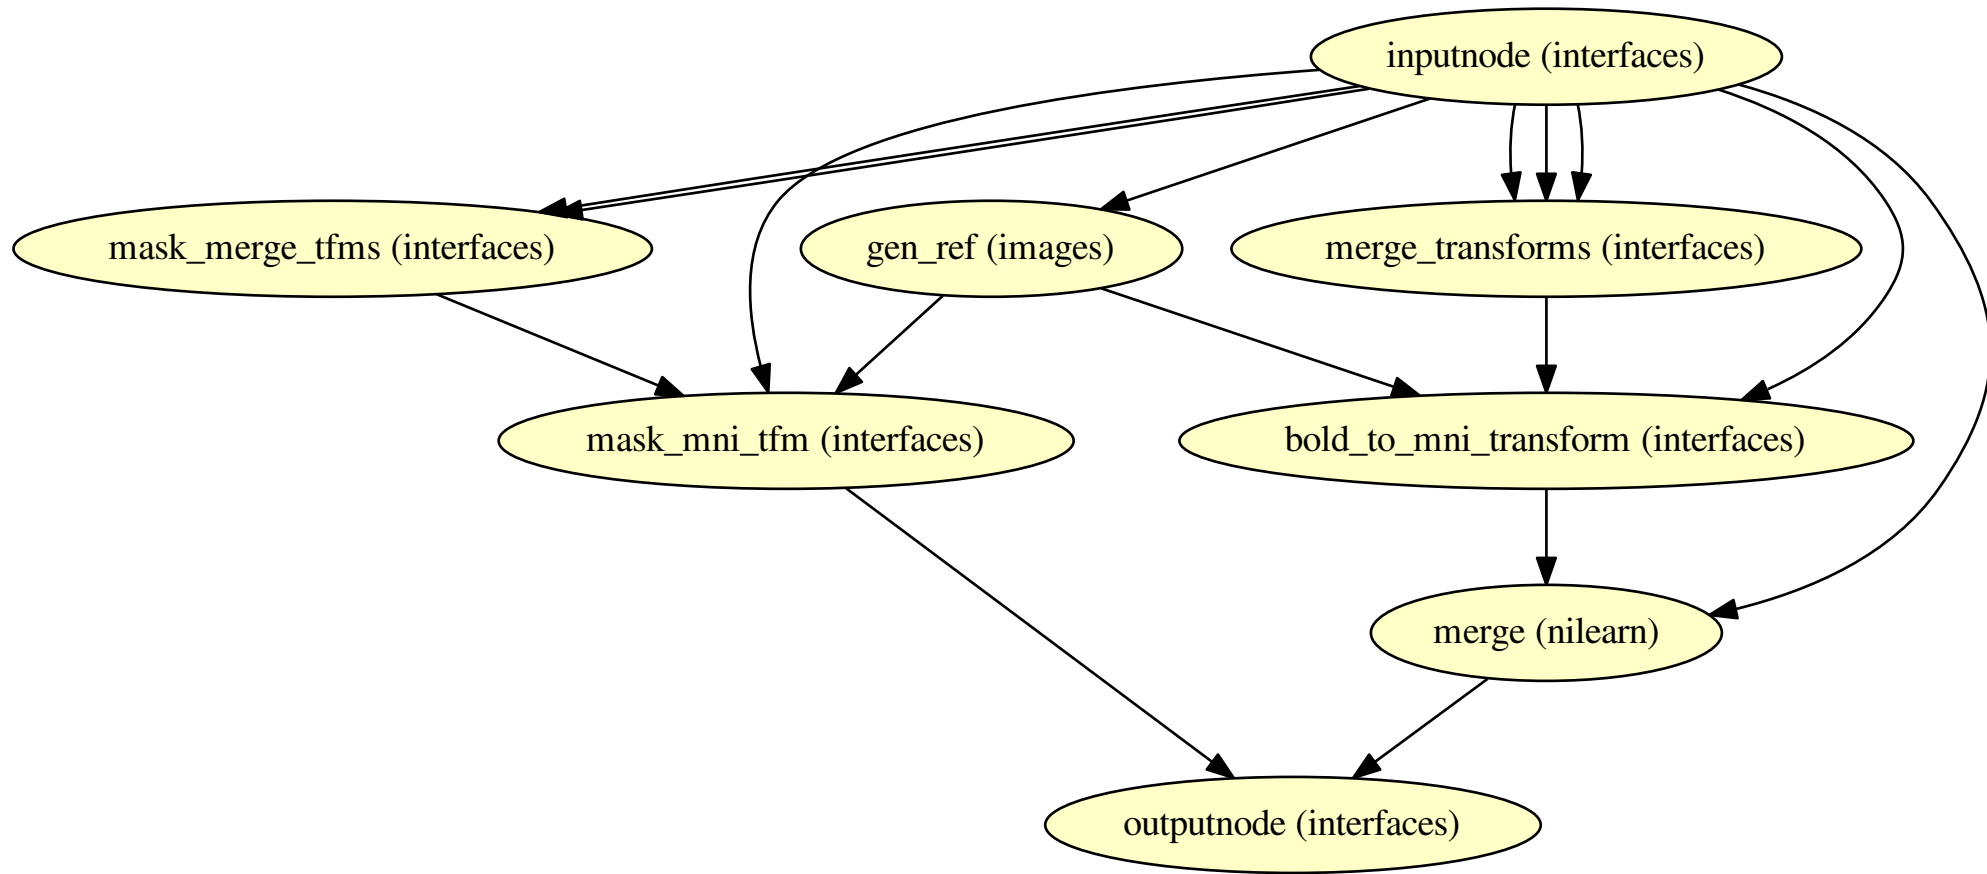 inputnode (interfaces)
mask_merge_tfms (interfaces)
gen_ref (images)
merge_transforms (interfaces)
mask_mni_tfm (interfaces)
bold_to_mni_transform (interfaces)
merge (nilearn)
outputnode (interfaces)